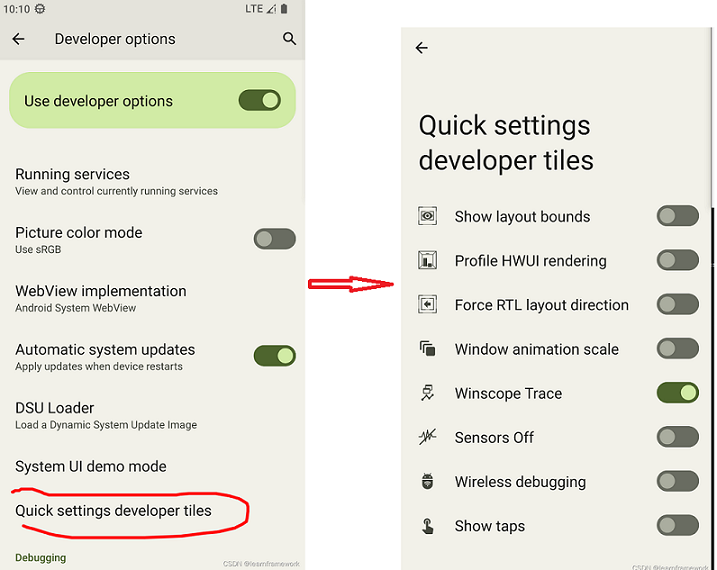 10:10
LTE
Developer options
Use developer options
Running services
View and control currently running services
Picture color mode
Use sRGB
WebView implementation
Android System WebView
Automatic system updates
Apply updates when device restarts
DSU Loader
Load a Dynamic System Update Image
System UI demo mode
Quick settings developer tiles
Debugging
CSDN @learnframework
Quick settings
developer tiles
Show layout bounds
Profile HWUI rendering
Force RTL layout direction
Window animation scale
Winscope Trace
Sensors Off
Wireless debugging
Show taps
CSDN @learnframework